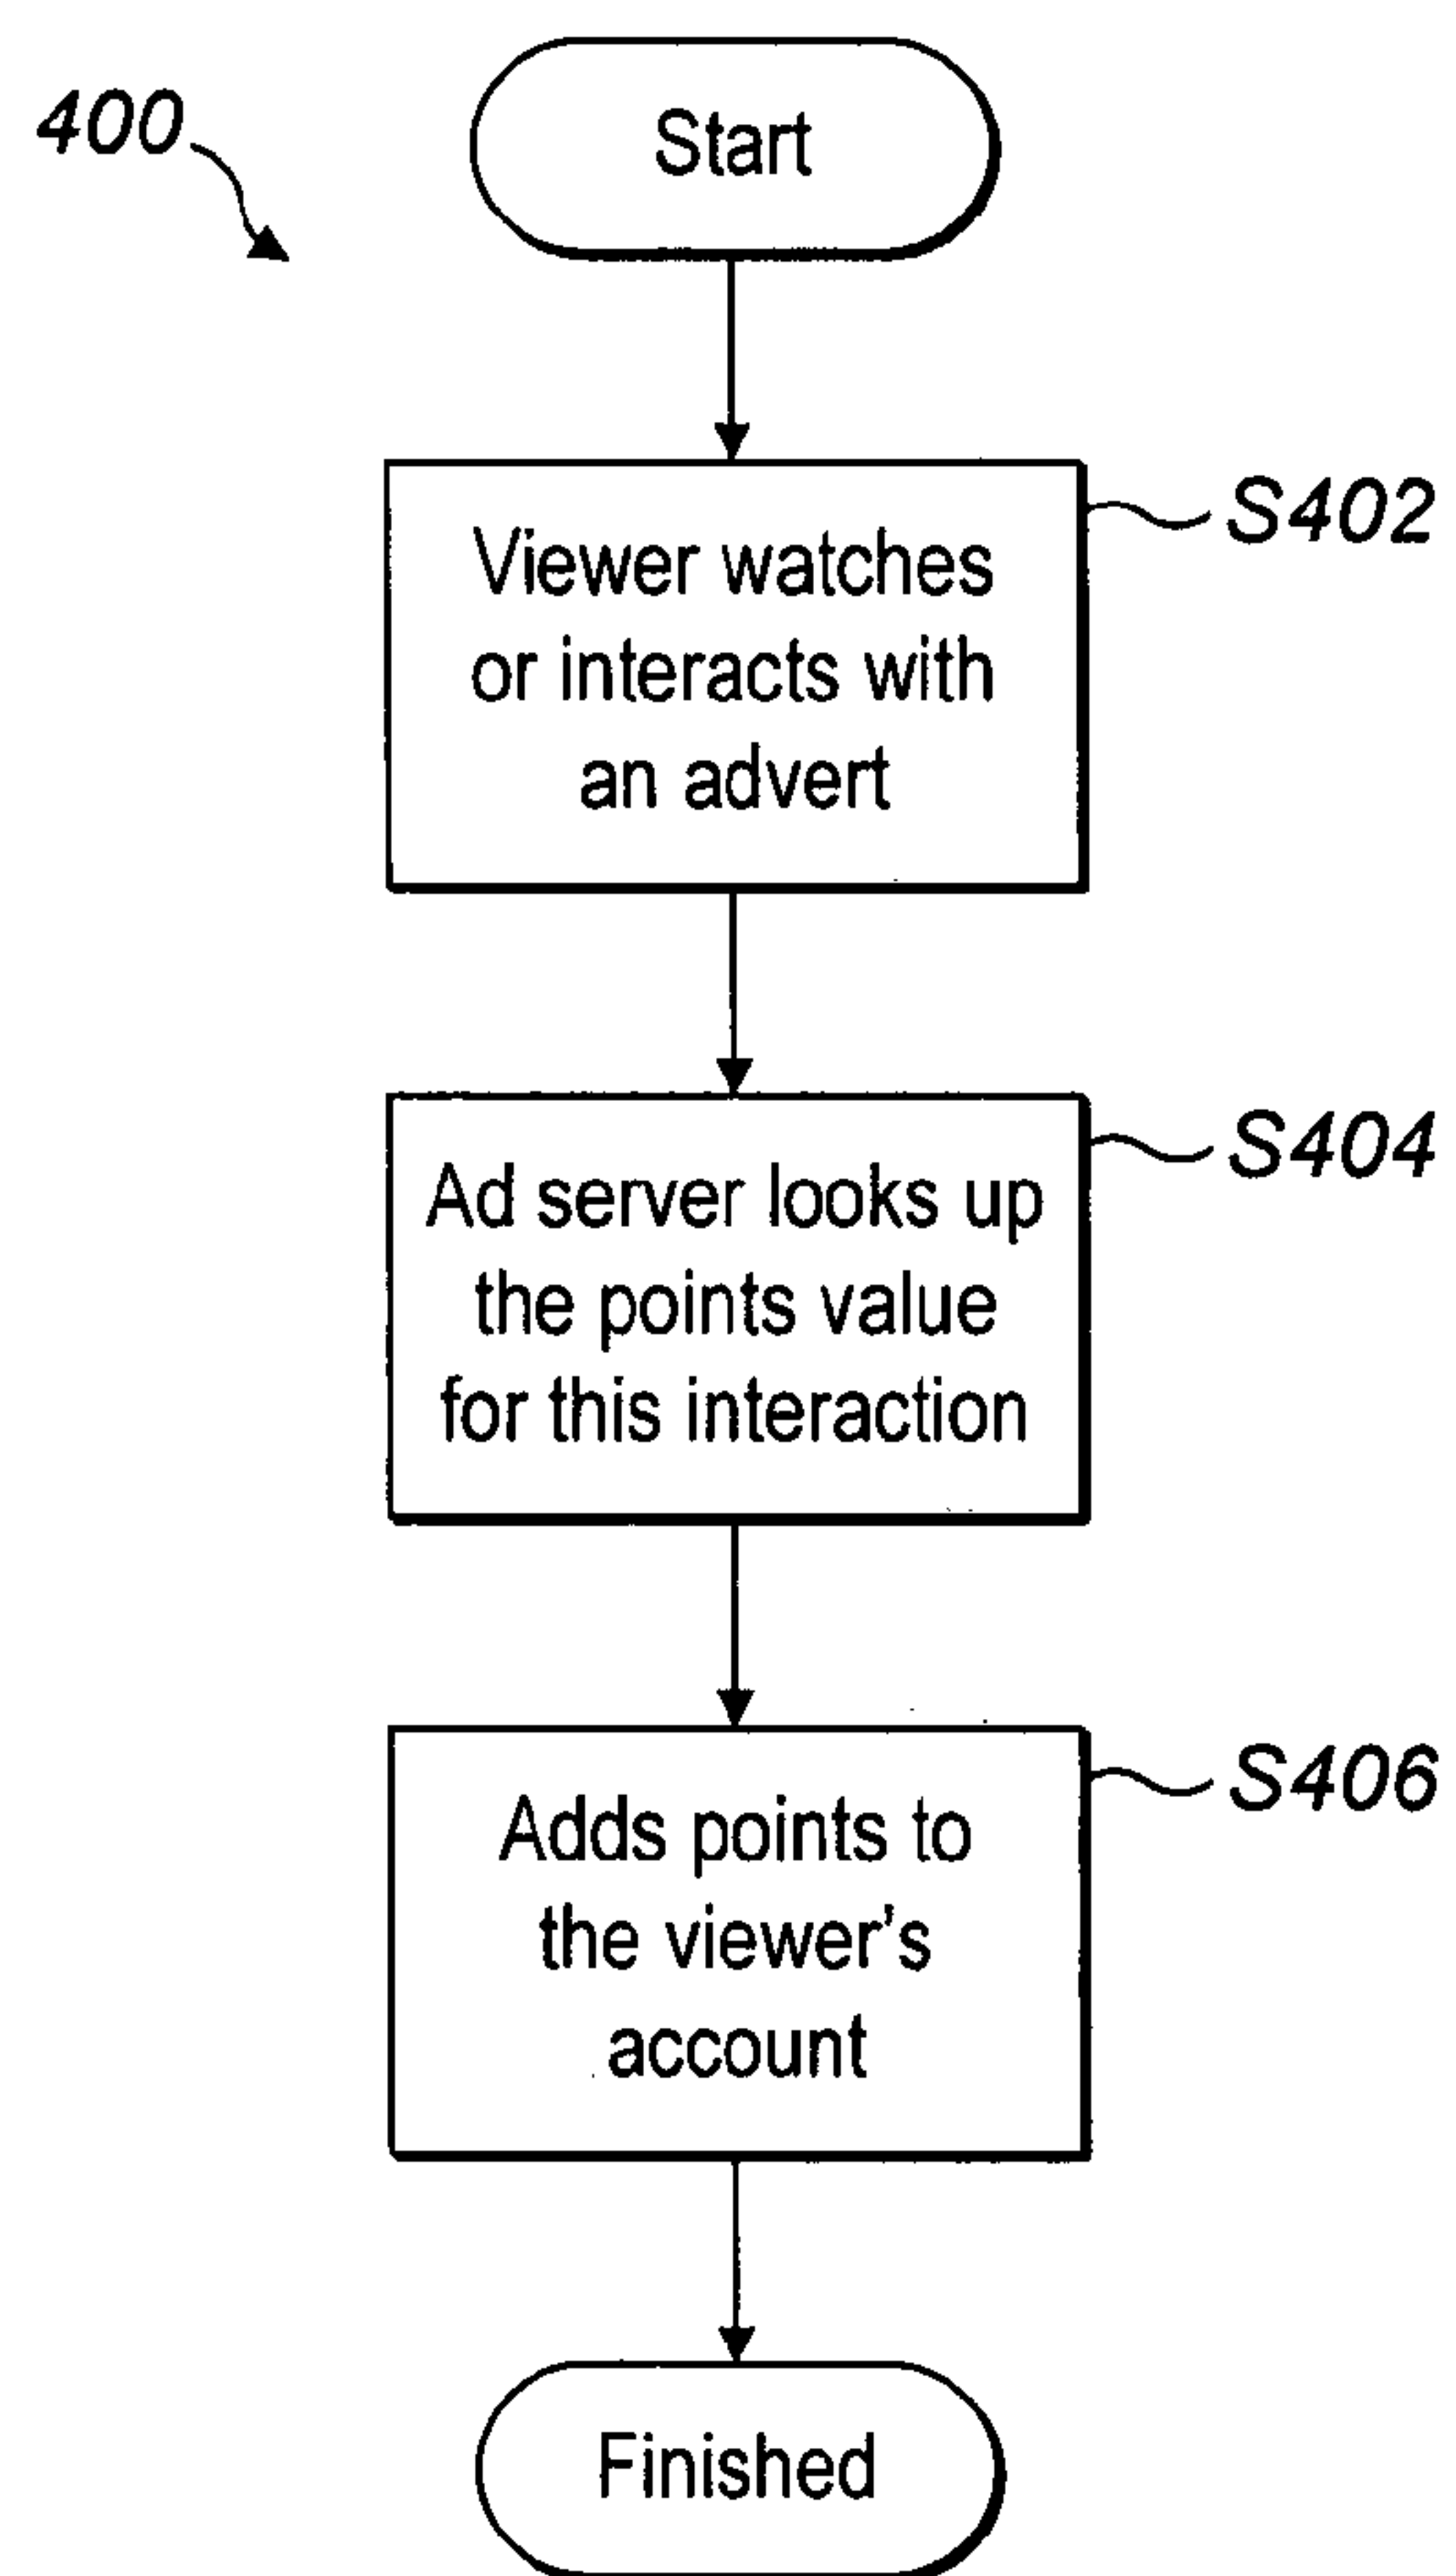 400
Start
S402
Viewer watches
or interacts with
an advert
S404
Ad server looks up
the points value
for this interaction
S406
Adds points to
the viewer's
account
Finished